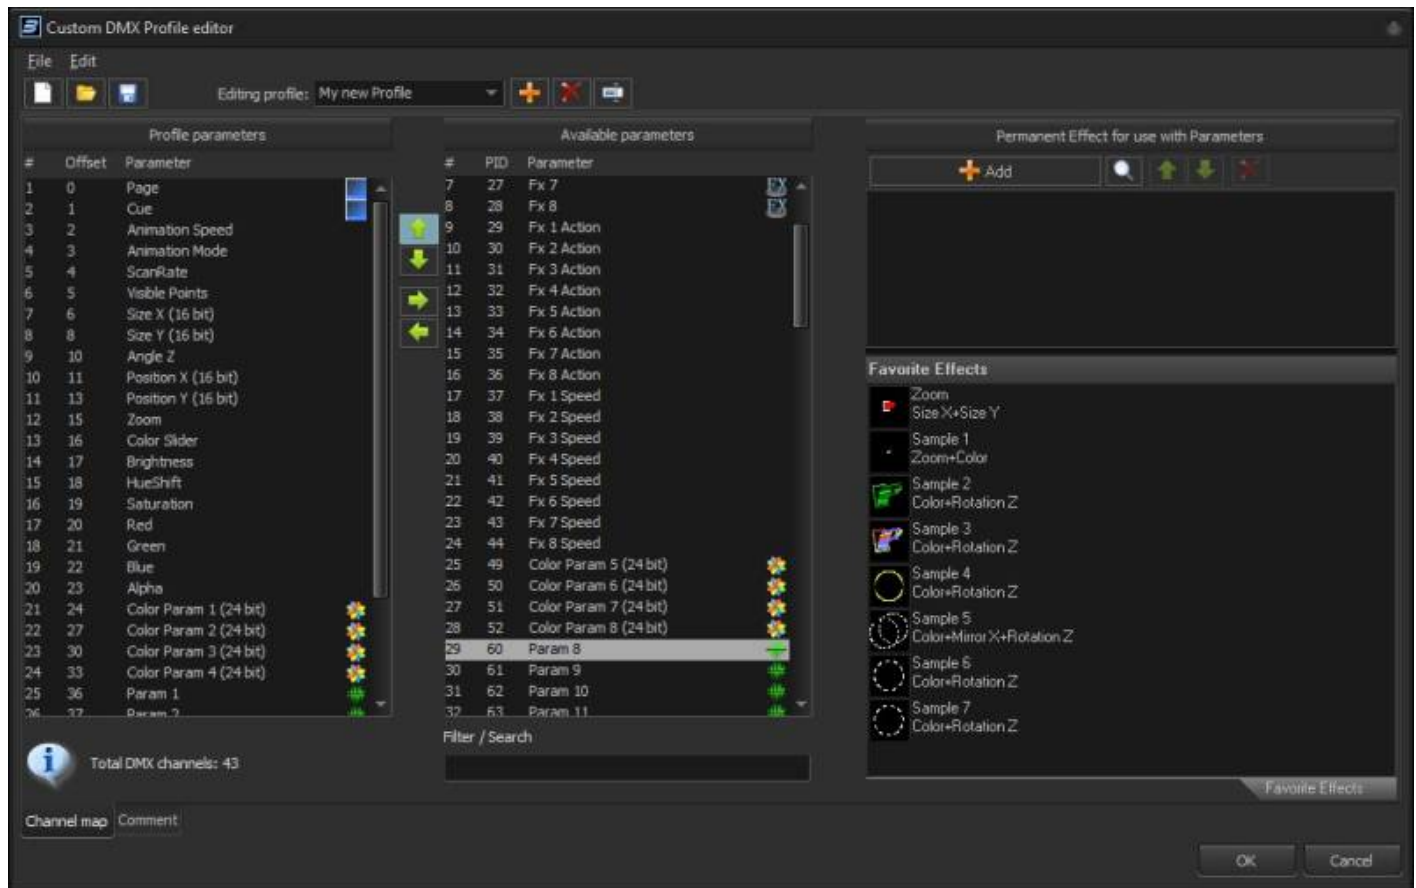 Custom DMX Profile editor
File Edit
Editing profile: My new Profile
Profile parameters
# Offset Parameter
1 0 Page
2 1 Cue
3 2 Animation Speed
4 3 Animation Mode
5 4 ScanRate
6 5 Visible Points
7 6 Size X (16 bit)
8 8 Size Y (16 bit)
9 10 Angle Z
10 11 Position X (16 bit)
11 13 Position Y (16 bit)
12 15 Zoom
13 16 Color Slider
14 17 Brightness
15 18 HueShift
16 19 Saturation
17 20 Red
18 21 Green
19 22 Blue
20 23 Alpha
21 24 Color Param 1 (24 bit)
22 27 Color Param 2 (24 bit)
23 30 Color Param 3 (24 bit)
24 33 Color Param 4 (24 bit)
25 36 Param 1
26 37 Param 2
Total DMX channels: 43
Channel map Comment
Available parameters
# PID Parameter
7 27 Fx 7 FX
8 28 Fx 8 FX
9 29 Fx 1 Action
10 30 Fx 2 Action
11 31 Fx 3 Action
12 32 Fx 4 Action
13 33 Fx 5 Action
14 34 Fx 6 Action
15 35 Fx 7 Action
16 36 Fx 8 Action
17 37 Fx 1 Speed
18 38 Fx 2 Speed
19 39 Fx 3 Speed
20 40 Fx 4 Speed
21 41 Fx 5 Speed
22 42 Fx 6 Speed
23 43 Fx 7 Speed
24 44 Fx 8 Speed
25 49 Color Param 5 (24 bit)
26 50 Color Param 6 (24 bit)
27 51 Color Param 7 (24 bit)
28 52 Color Param 8 (24 bit)
29 60 Param 8
30 61 Param 9
31 62 Param 10
32 63 Param 11
Filter / Search
Permanent Effect for use with Parameters
Add
Favorite Effects
Zoom
Size X+Size Y
Sample 1
Zoom+Color
Sample 2
Color+Rotation Z
Sample 3
Color+Rotation Z
Sample 4
Color+Rotation Z
Sample 5
Color+Mirror X+Rotation Z
Sample 6
Color+Rotation Z
Sample 7
Color+Rotation Z
Favorite Effects
OK Cancel